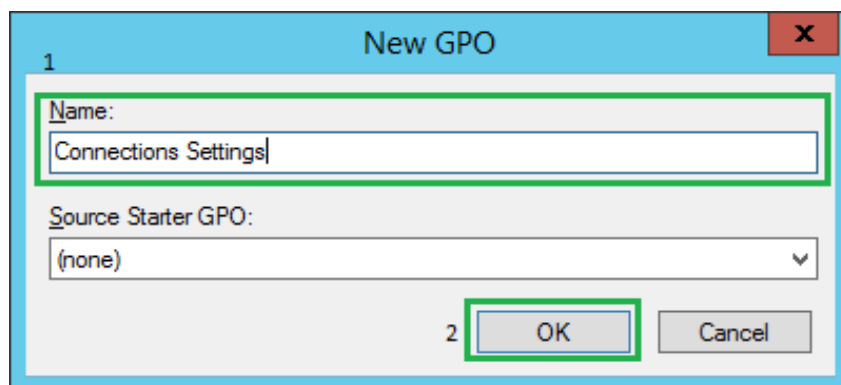 New GPO
X
1
Name:
Connections Settings
Source Starter GPO:
(none)
2 OK Cancel